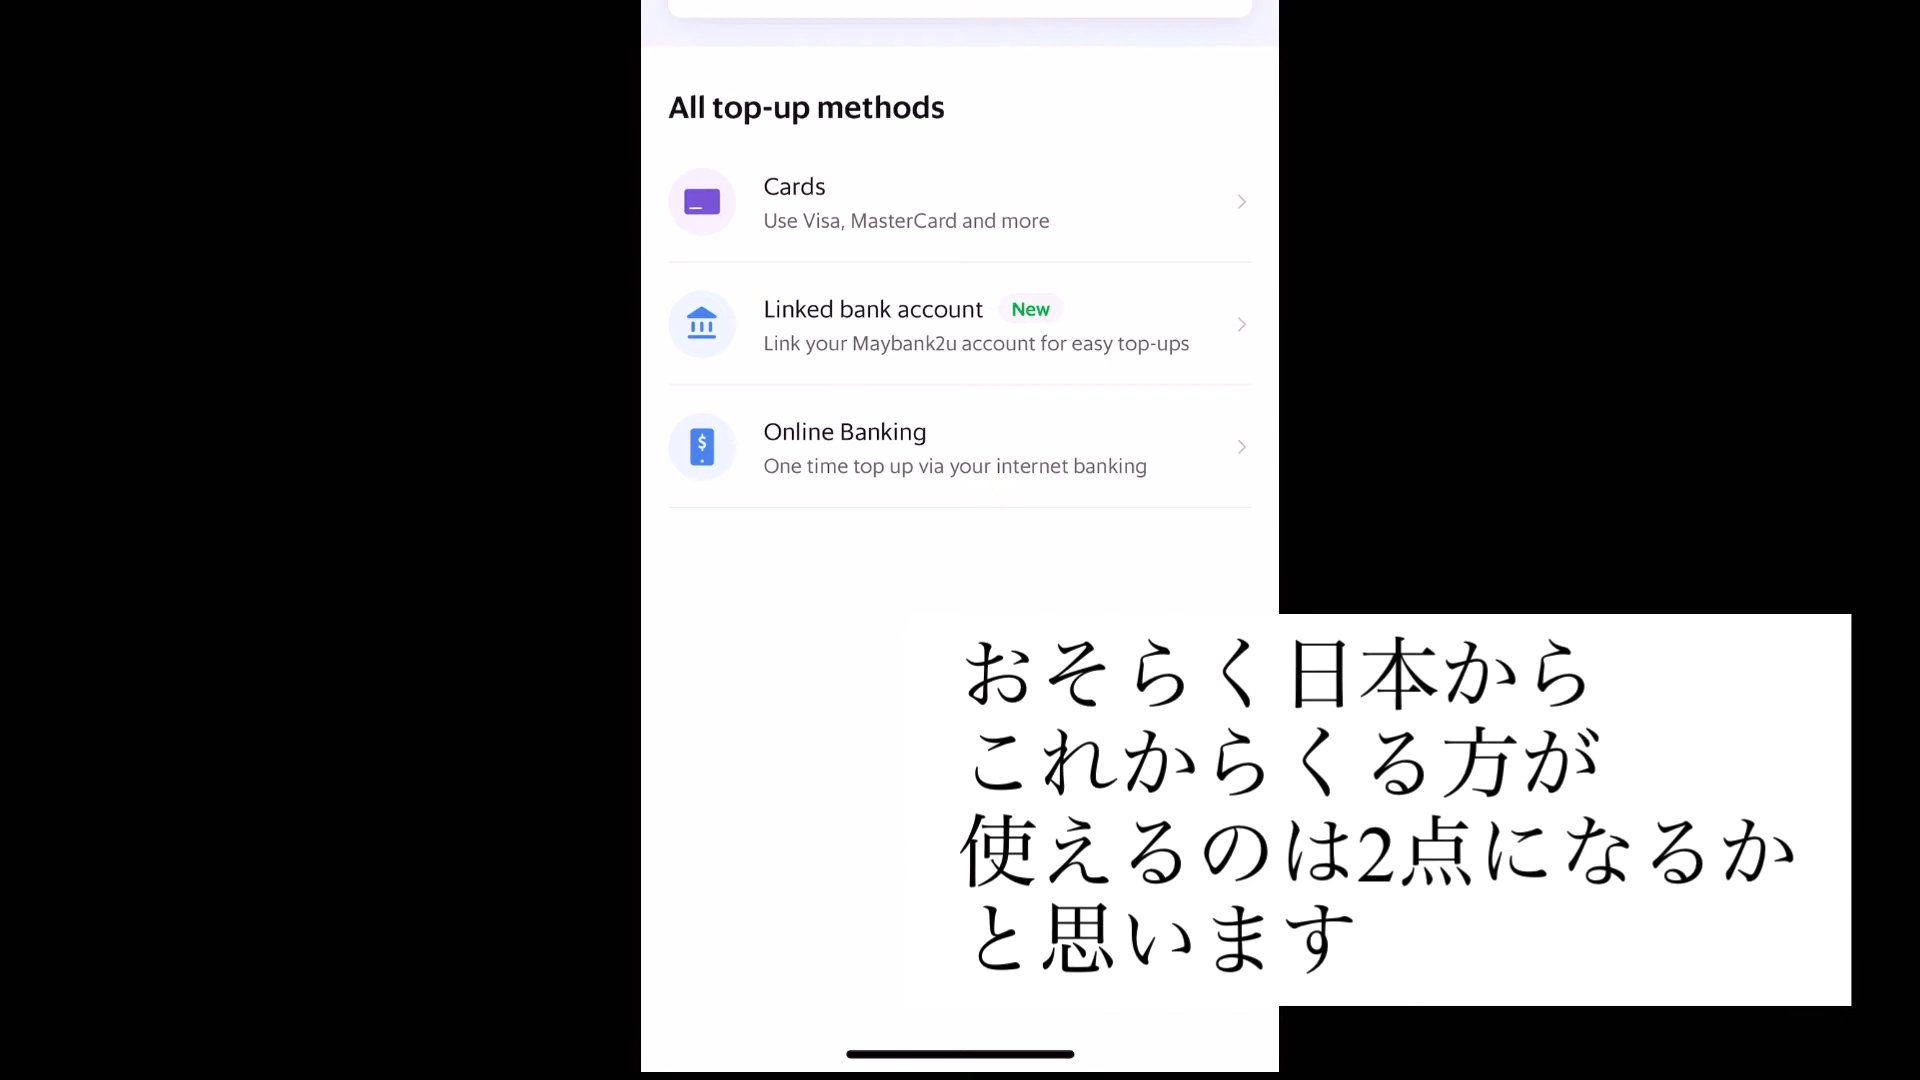 All top-up methods
Cards
Use Visa, MasterCard and more
Linked bank account New
Link your Maybank2u account for easy top-ups
$
Online Banking
One time top up via your internet banking
おそらく日本から
これからくる方が
使えるのは2点になるか
と思います